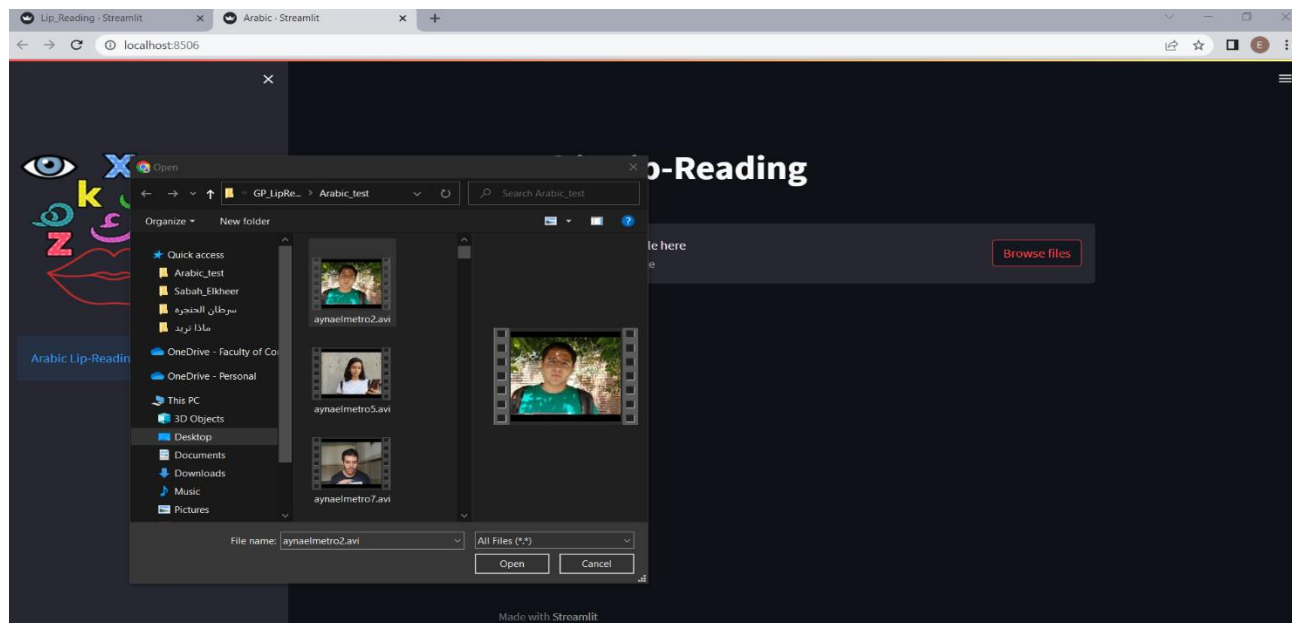 Lip_Reading · Streamlit
Arabic · Streamlit
localhost:8506
E
x
k
z
Arabic Lip-Readin
p-Reading
le here
e
Browse files
Made with Streamlit
Open
GP_LipRe... > Arabic_test
Search Arabic_test
Organize
New folder
Quick access
Arabic_test
Sabah_Elkheer
سرطان الحنجره
ماذا تريد
OneDrive - Faculty of Co
OneDrive - Personal
This PC
3D Objects
Desktop
Documents
Downloads
Music
Pictures
aynaelmetro2.avi
aynaelmetro5.avi
aynaelmetro7.avi
File name: aynaelmetro2.avi
All Files (*.*)
Open
Cancel